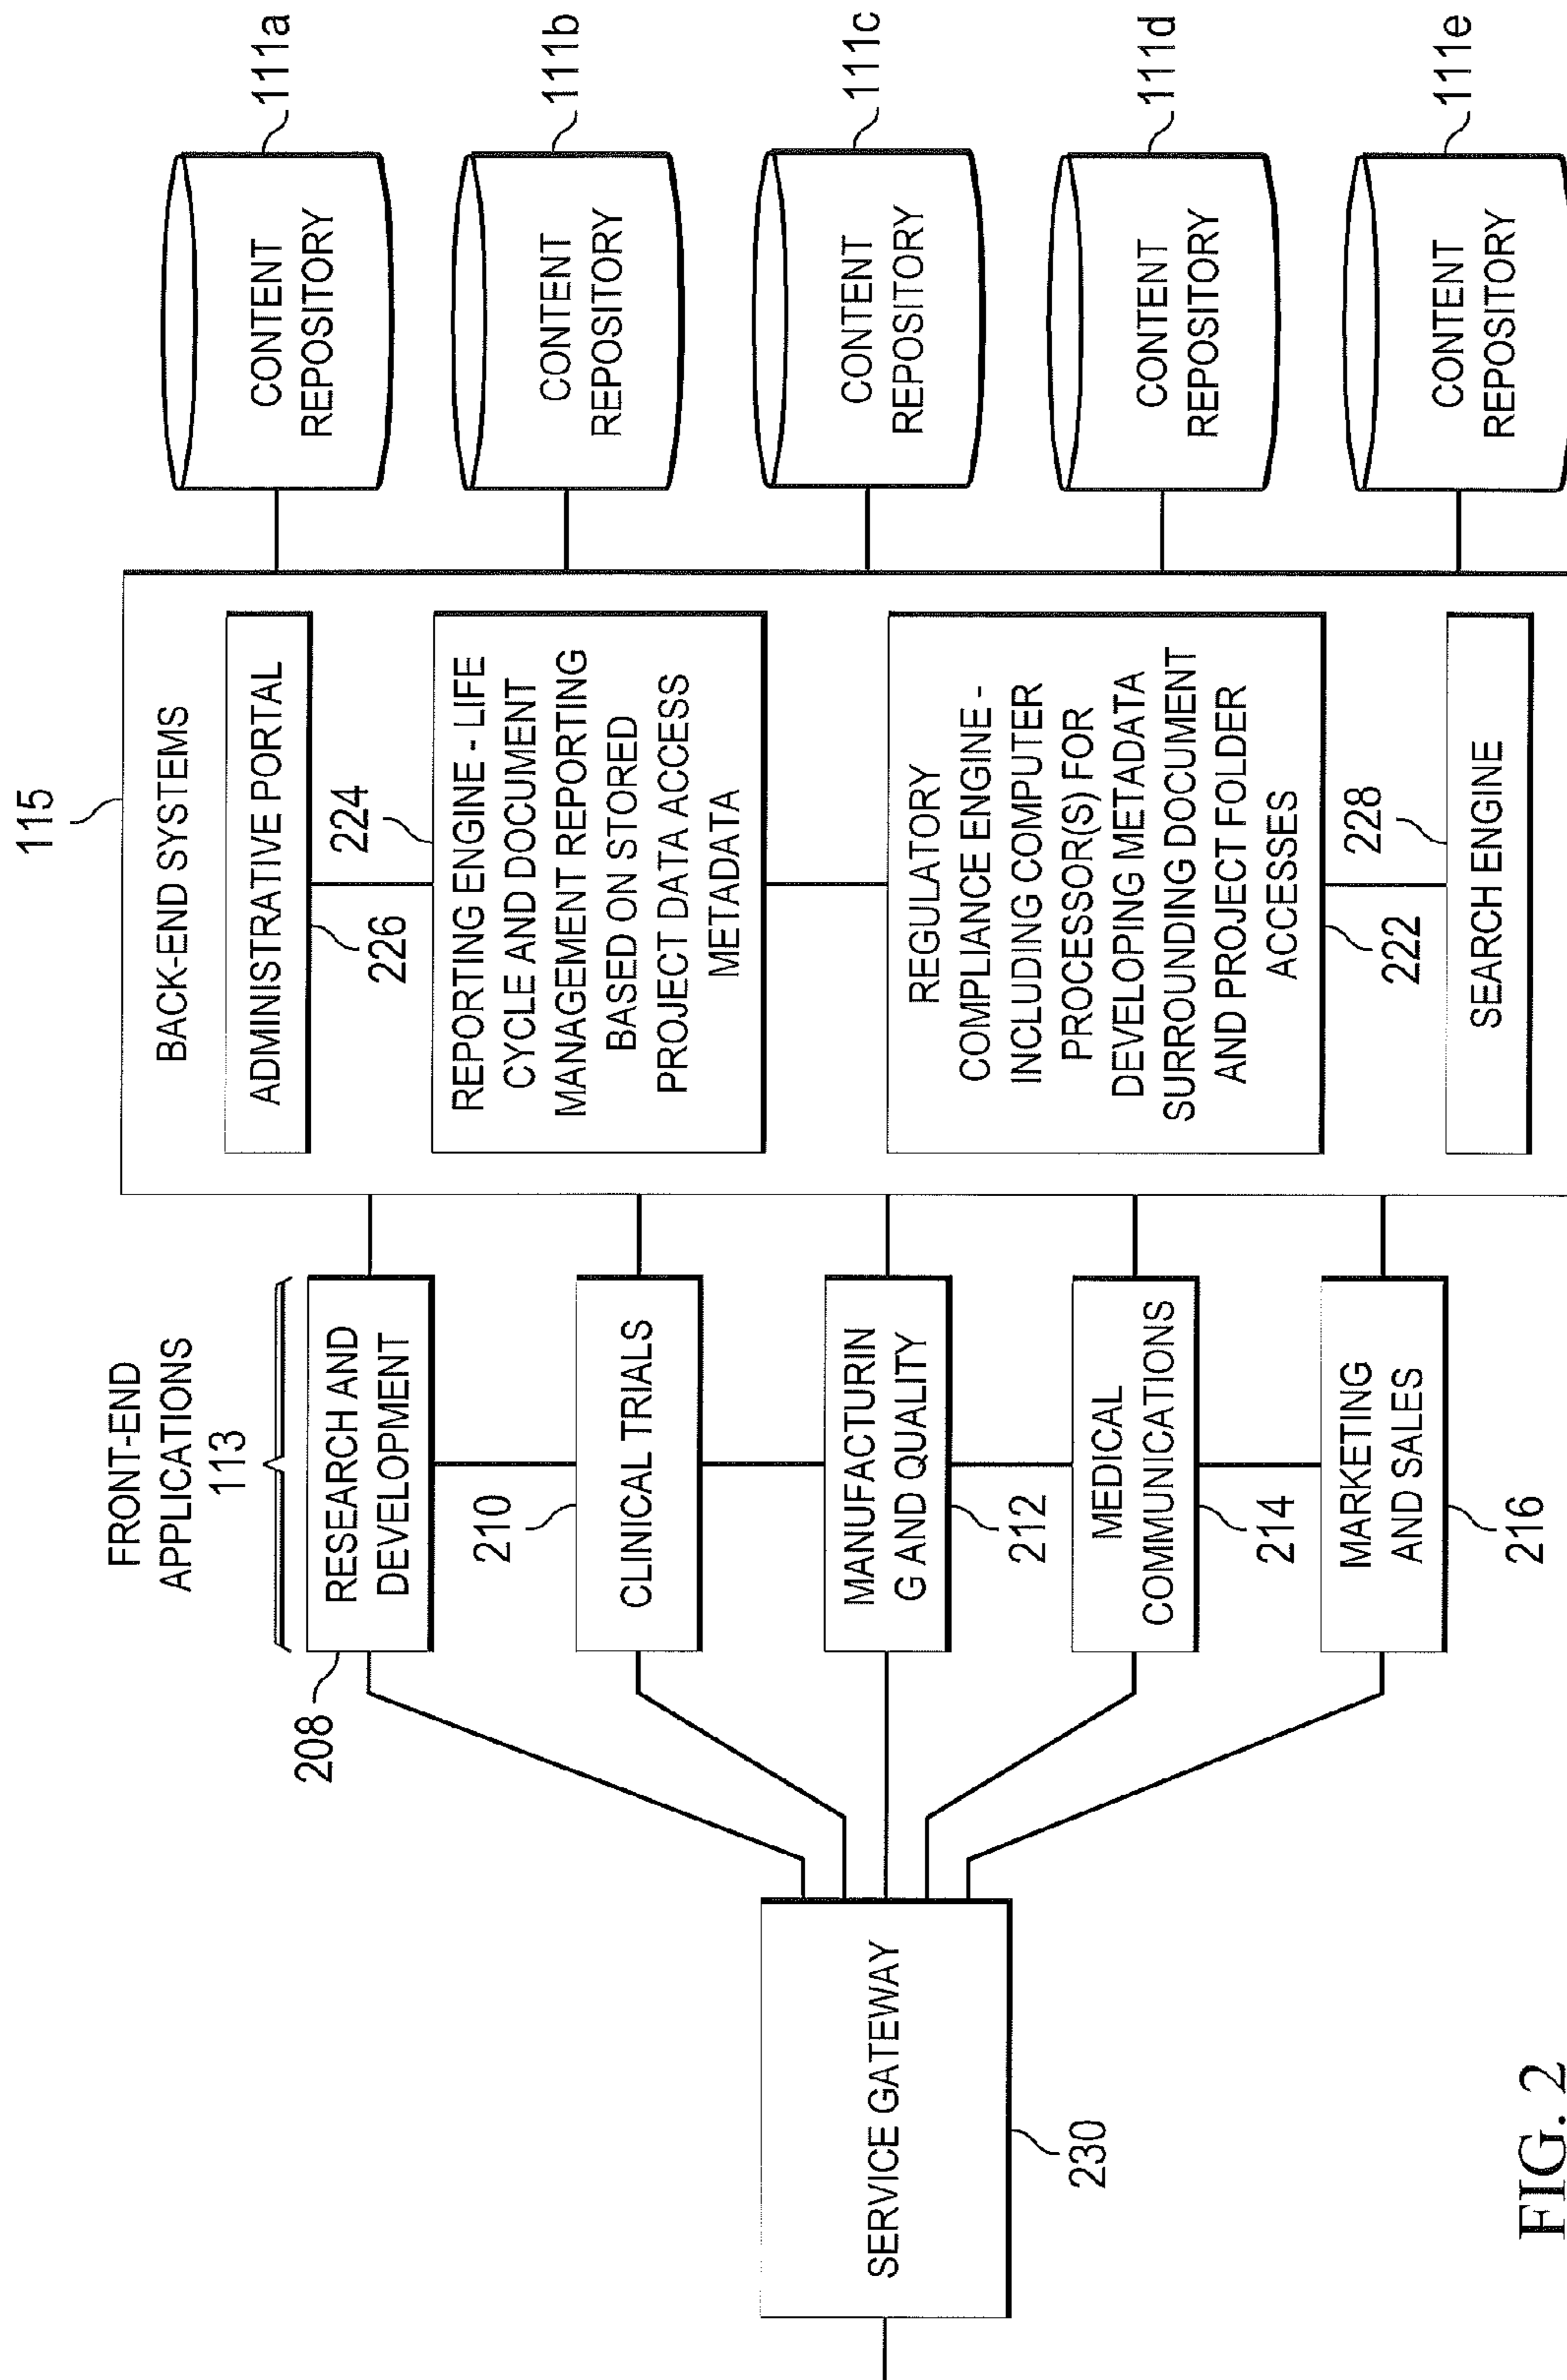 115
FRONT-END
APPLICATIONS
113
208
RESEARCH AND
DEVELOPMENT
210
CLINICAL TRIALS
MANUFACTURIN
G AND QUALITY
212
MEDICAL
COMMUNICATIONS
214
MARKETING
AND SALES
216
SERVICE GATEWAY
230
BACK-END SYSTEMS
ADMINISTRATIVE PORTAL
226
224
REPORTING ENGINE - LIFE
CYCLE AND DOCUMENT
MANAGEMENT REPORTING
BASED ON STORED
PROJECT DATA ACCESS
METADATA
REGULATORY
COMPLIANCE ENGINE -
INCLUDING COMPUTER
PROCESSOR(S) FOR
DEVELOPING METADATA
SURROUNDING DOCUMENT
AND PROJECT FOLDER
ACCESSES
222
228
SEARCH ENGINE
CONTENT
REPOSITORY
111a
CONTENT
REPOSITORY
111b
CONTENT
REPOSITORY
111c
CONTENT
REPOSITORY
111d
CONTENT
REPOSITORY
111e
FIG. 2